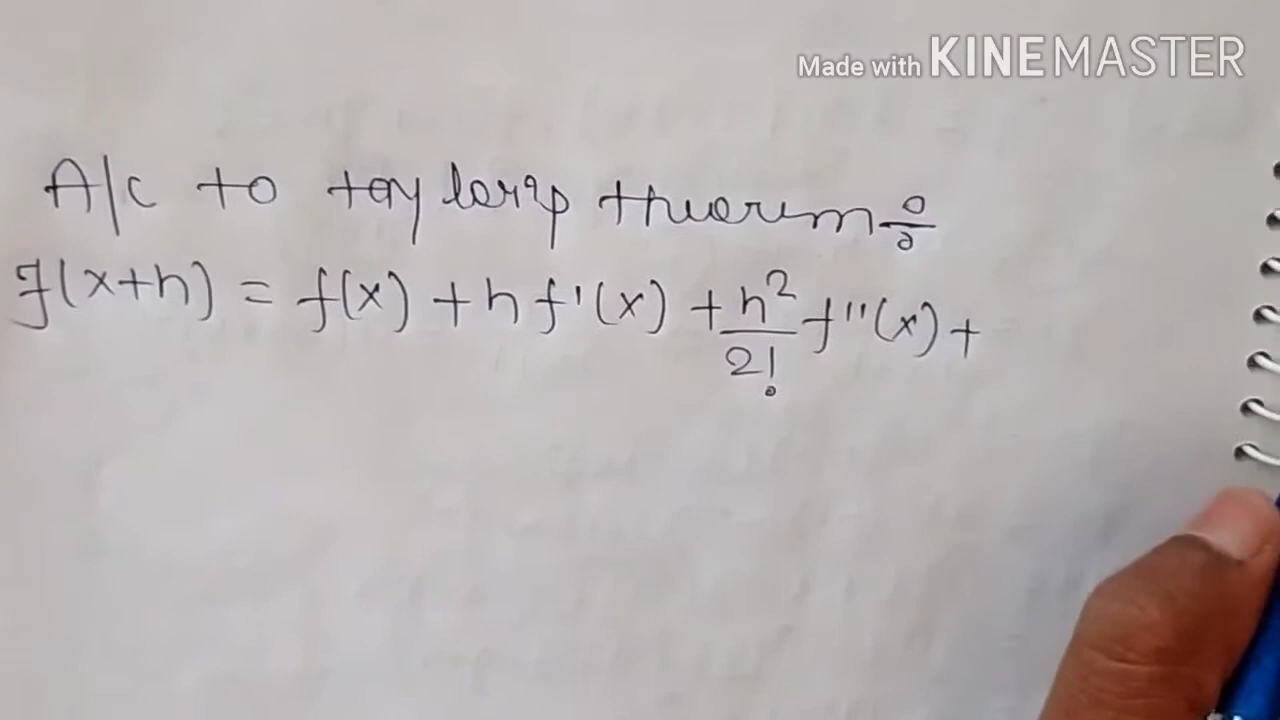 Made with KINEMASTER
A/c to taylor's theorem :-
f(x+h) = f(x) + h f'(x) + h²/2! f''(x) +